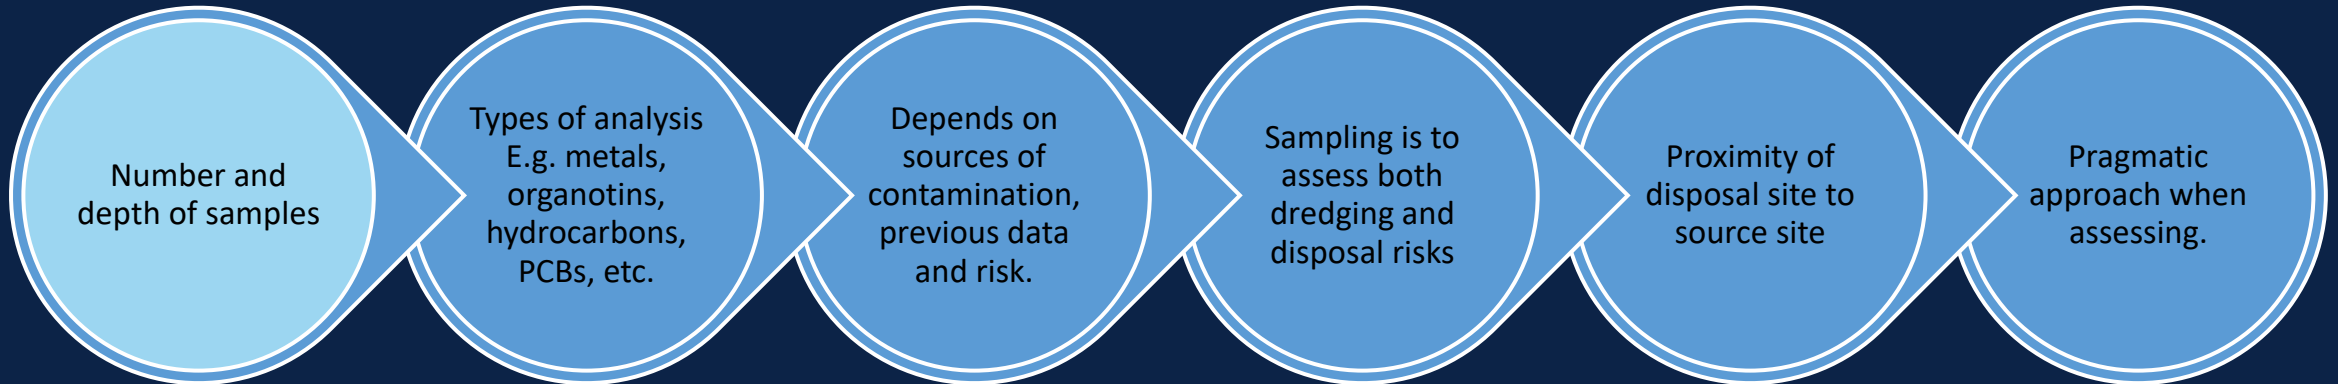 Number and
depth of samples
Types of analysis
E.g. metals,
organotins,
hydrocarbons,
PCBs, etc.
Depends on
sources of
contamination,
previous data
and risk.
Sampling is to
assess both
dredging and
disposal risks
Proximity of
disposal site to
source site
Pragmatic
approach when
assessing.